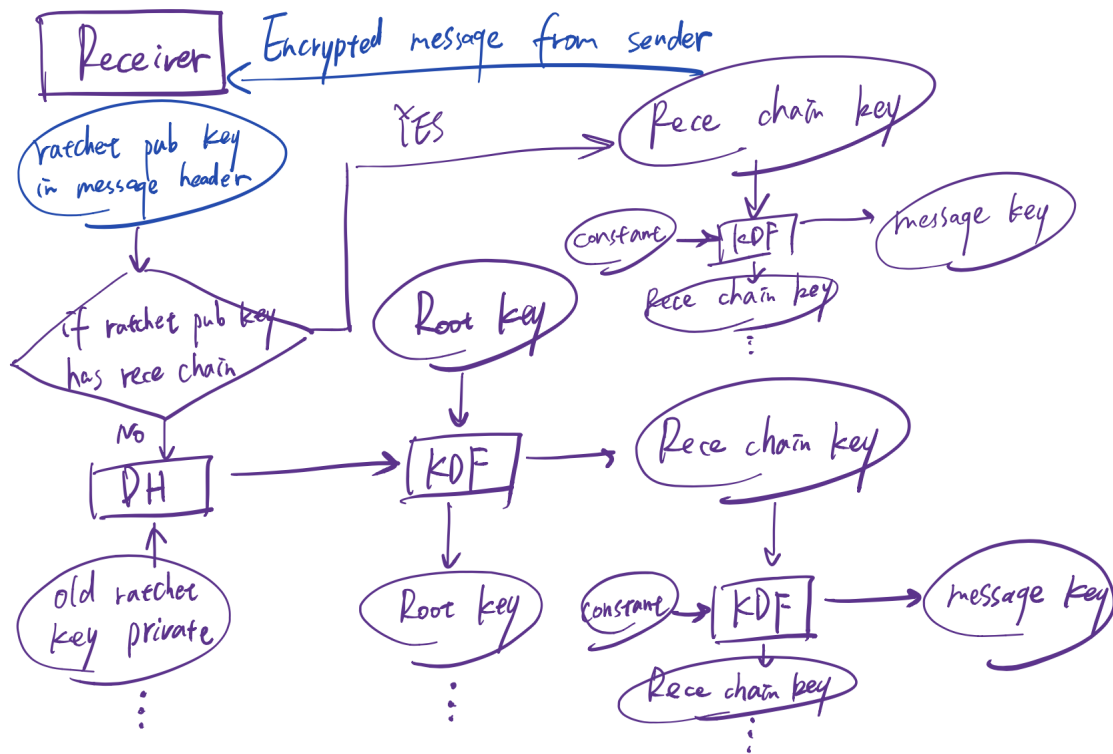 Receiver
Encrypted message from sender
ratchet pub key
in message header
YES
Rece chain key
constant
KDF
message key
Rece chain key
if ratchet pub key
has rece chain
Root key
No
DH
KDF
Rece chain key
old ratchet
key private
Root key
constant
KDF
message key
Rece chain key